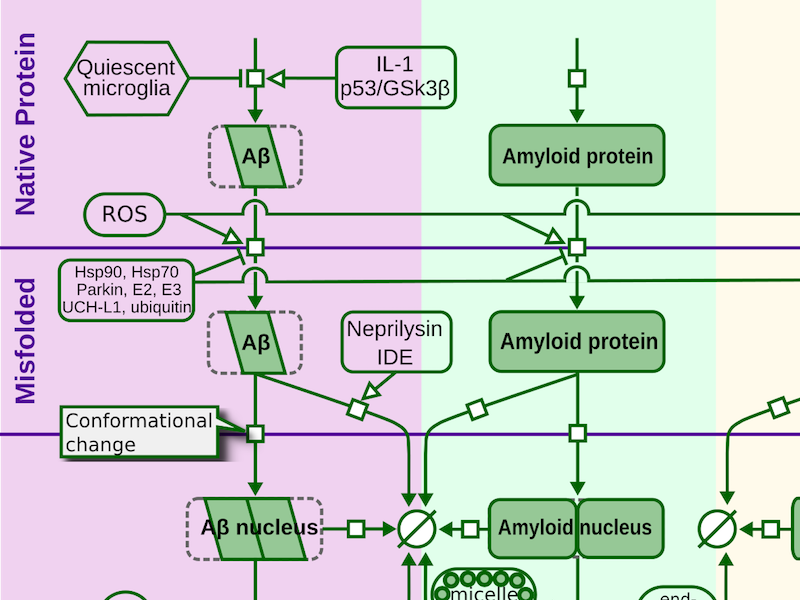 Native Protein
Quiescent
microglia
IL-1
p53/GSk3β
Aβ
Amyloid protein
ROS
Misfolded
Hsp90, Hsp70
Parkin, E2, E3
UCH-L1, ubiquitin
Aβ
Neprilysin
IDE
Amyloid protein
Conformational
change
Aβ nucleus
Amyloid nucleus
micelle
end-